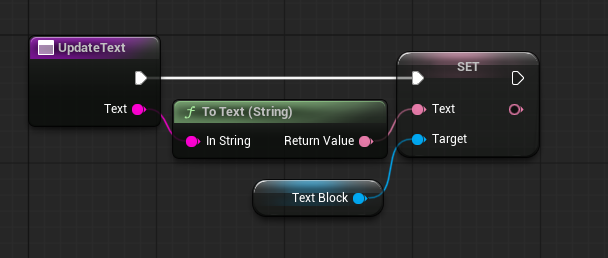 UpdateText
SET
Text
To Text (String)
Text
In String
Return Value
Target
Text Block